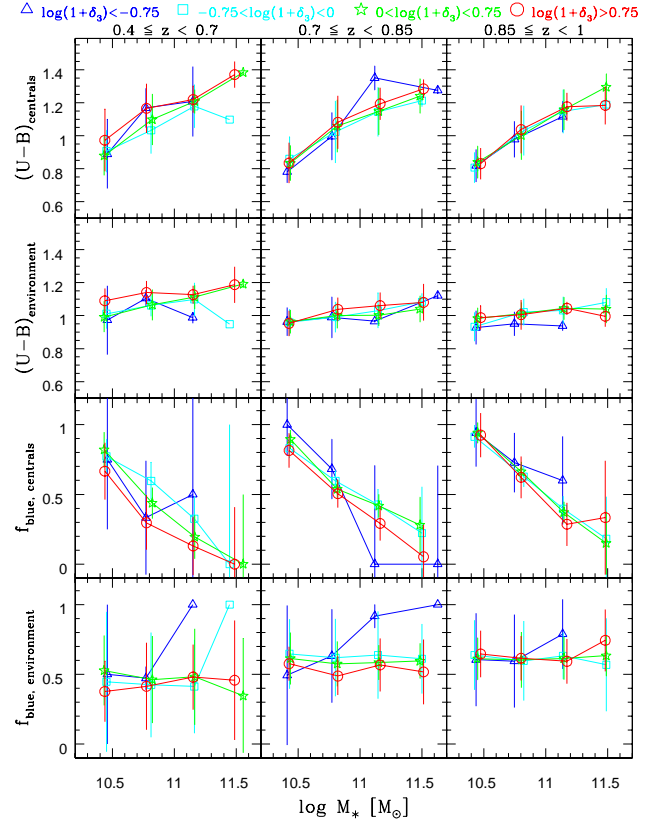 log(1+δ₃)<−0.75 −0.75<log(1+δ₃)<0 0<log(1+δ₃)<0.75 log(1+δ₃)>0.75
0.4 ≤ z < 0.7 0.7 ≤ z < 0.85 0.85 ≤ z < 1
(U−B)centrals
1.4
1.2
1
0.8
0.6
(U−B)environment
1.4
1.2
1
0.8
0.6
f blue, centrals
1
0.5
0
f blue, environment
1
0.5
0
10.5 11 11.5 10.5 11 11.5 10.5 11 11.5
log M* [M⊙]